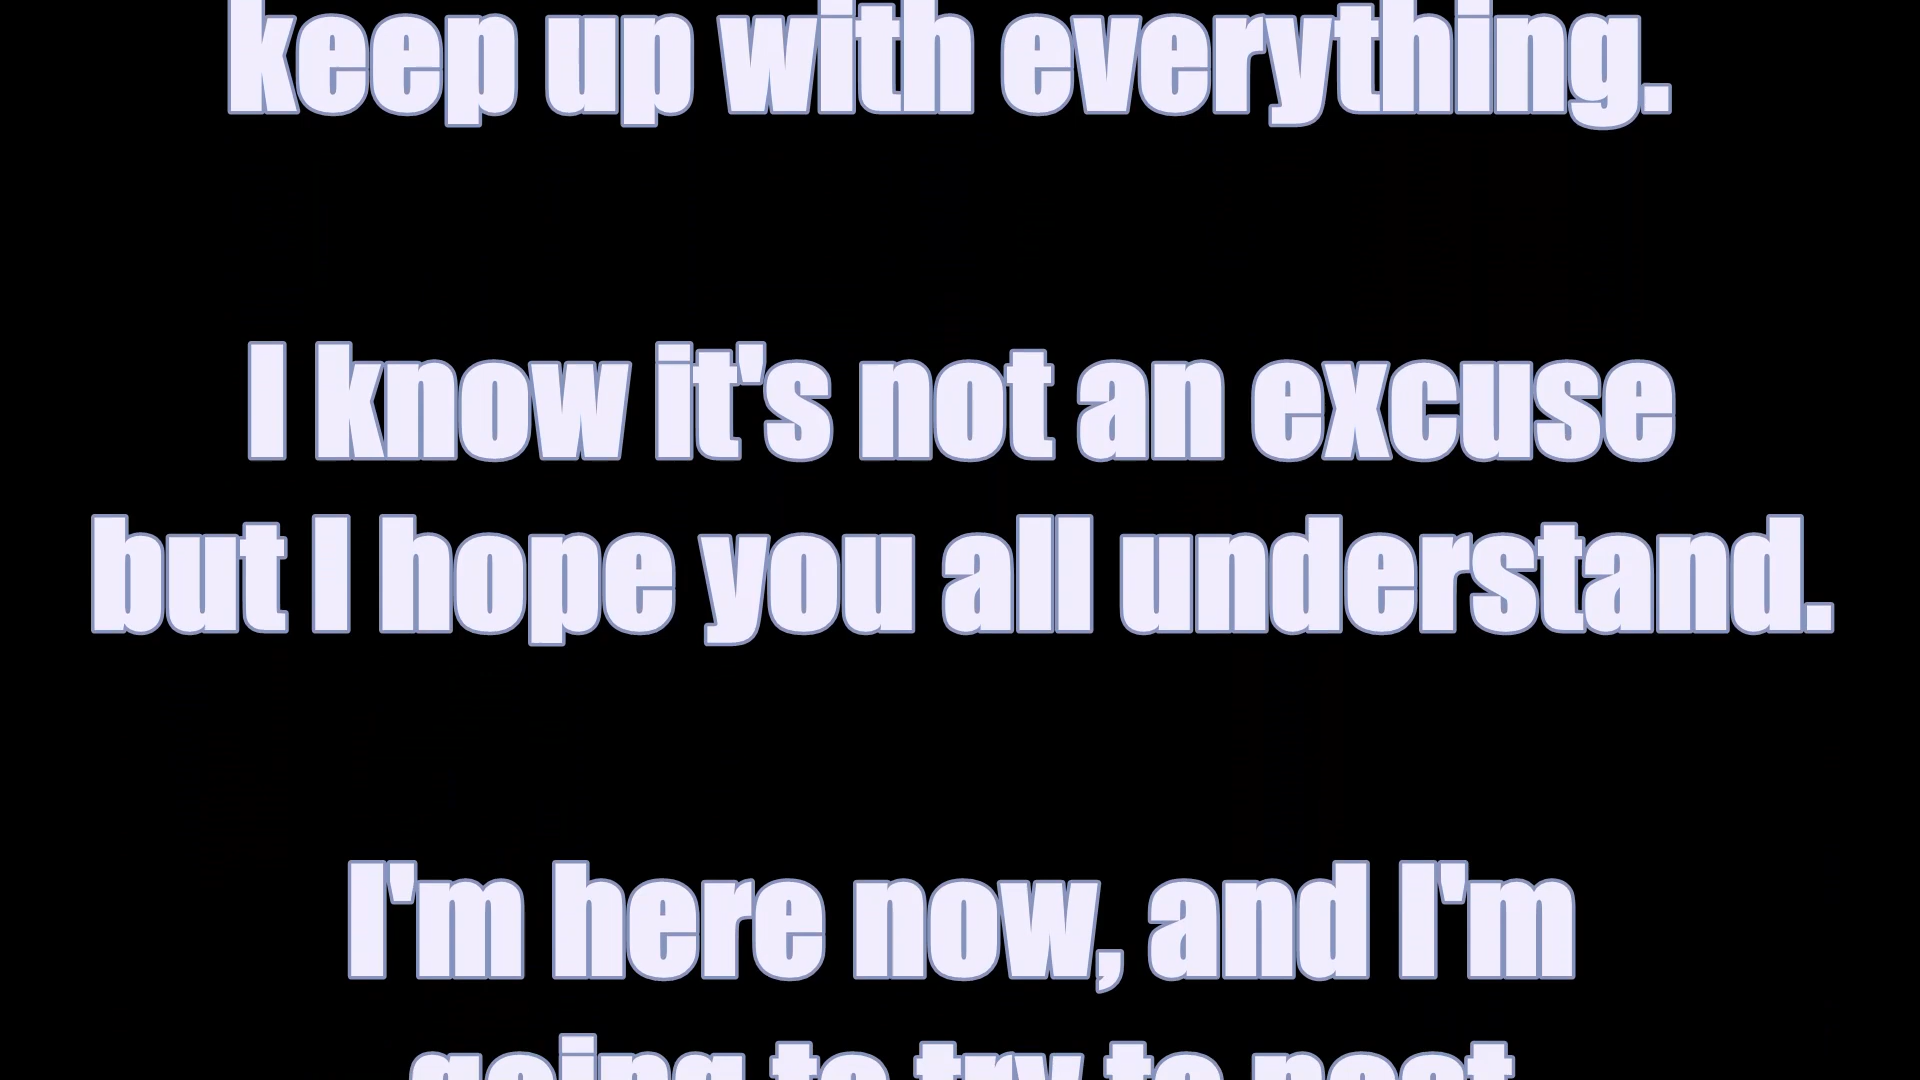 keep up with everything.
I know it's not an excuse
but I hope you all understand.
I'm here now, and I'm
going to try to post